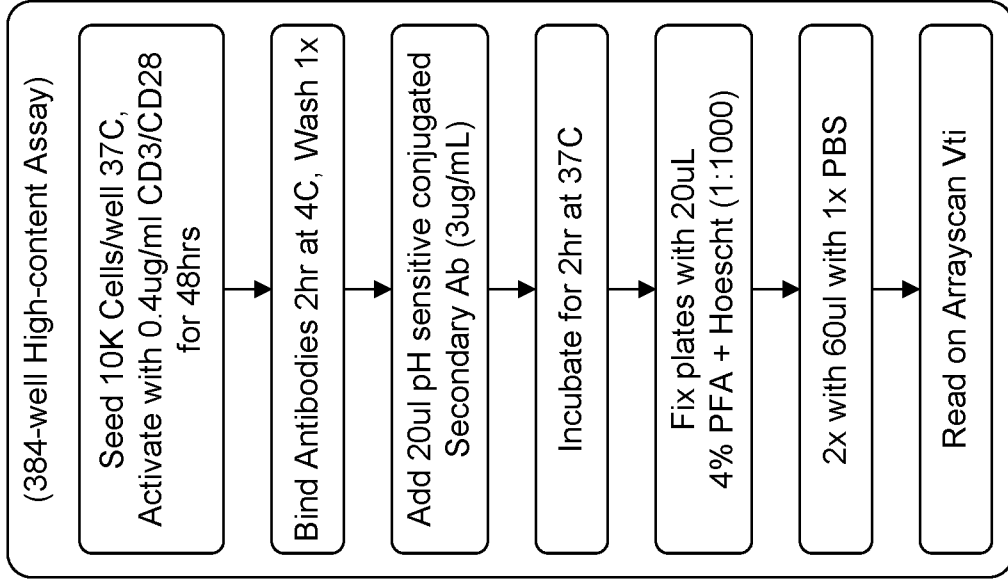 (384-well High-content Assay)
Seed 10K Cells/well 37C,
Activate with 0.4ug/ml CD3/CD28
for 48hrs
Bind Antibodies 2hr at 4C, Wash 1x
Add 20ul pH sensitive conjugated
Secondary Ab (3ug/mL)
Incubate for 2hr at 37C
Fix plates with 20uL
4% PFA + Hoescht (1:1000)
2x with 60ul with 1x PBS
Read on Arrayscan Vti